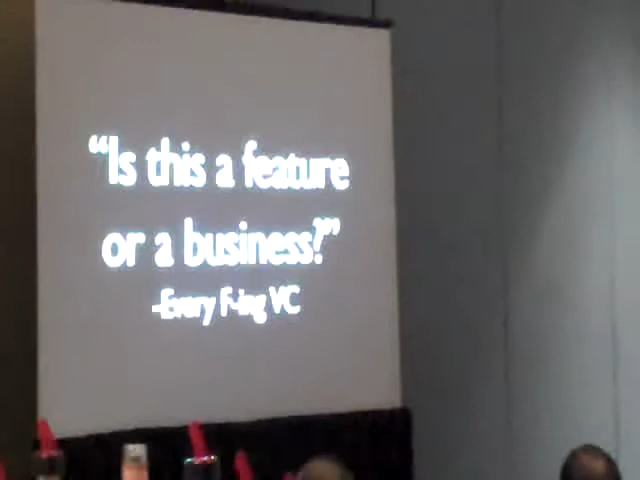 “Is this a feature
or a business?”
-Every F-ing VC